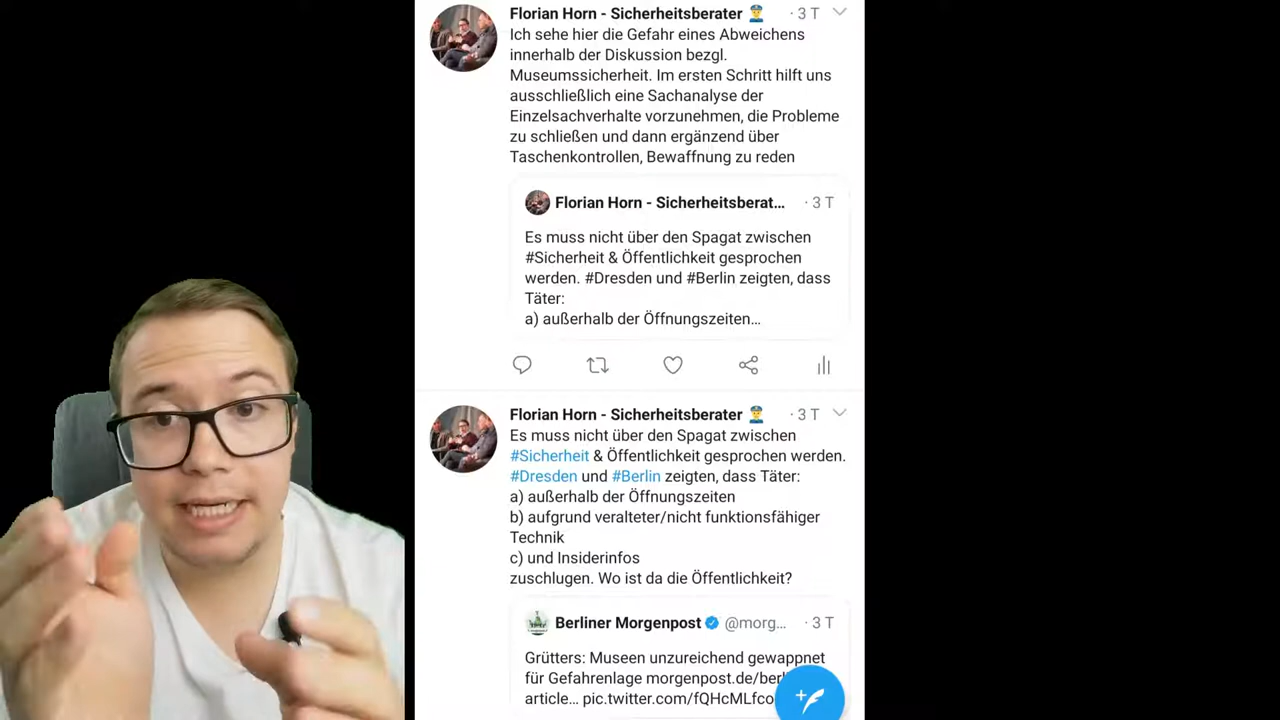 Florian Horn - Sicherheitsberater 👮 · 3 T
Ich sehe hier die Gefahr eines Abweichens
innerhalb der Diskussion bezgl.
Museumssicherheit. Im ersten Schritt hilft uns
ausschließlich eine Sachanalyse der
Einzelsachverhalte vorzunehmen, die Probleme
zu schließen und dann ergänzend über
Taschenkontrollen, Bewaffnung zu reden
Florian Horn - Sicherheitsberat... · 3 T
Es muss nicht über den Spagat zwischen
#Sicherheit & Öffentlichkeit gesprochen
werden. #Dresden und #Berlin zeigten, dass
Täter:
a) außerhalb der Öffnungszeiten...
Florian Horn - Sicherheitsberater 👮 · 3 T
Es muss nicht über den Spagat zwischen
#Sicherheit & Öffentlichkeit gesprochen werden.
#Dresden und #Berlin zeigten, dass Täter:
a) außerhalb der Öffnungszeiten
b) aufgrund veralteter/nicht funktionsfähiger
Technik
c) und Insiderinfos
zuschlugen. Wo ist da die Öffentlichkeit?
Berliner Morgenpost @morg... · 3 T
Grütters: Museen unzureichend gewappnet
für Gefahrenlage morgenpost.de/berl
article... pic.twitter.com/fQHcMLfco